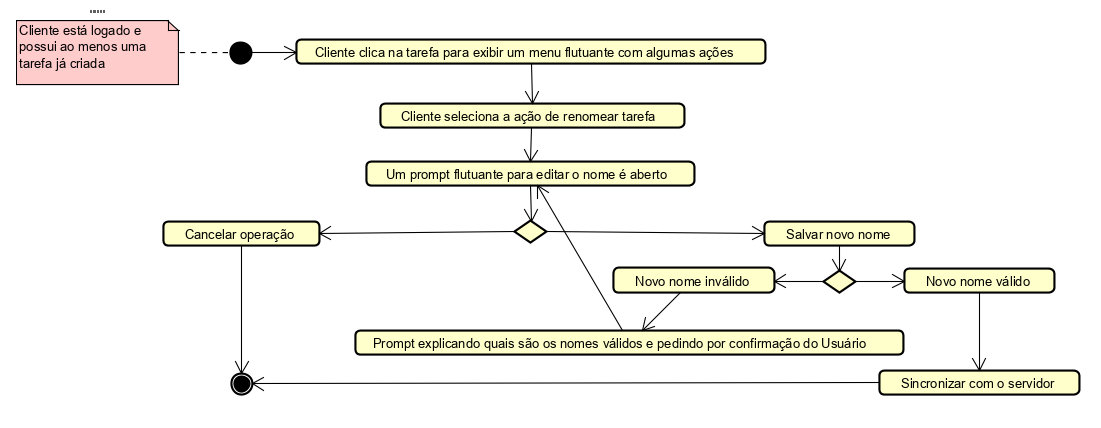 Cliente está logado e
possui ao menos uma
tarefa já criada
Cliente clica na tarefa para exibir um menu flutuante com algumas ações
Cliente seleciona a ação de renomear tarefa
Um prompt flutuante para editar o nome é aberto
Cancelar operação
Salvar novo nome
Novo nome inválido
Novo nome válido
Prompt explicando quais são os nomes válidos e pedindo por confirmação do Usuário
Sincronizar com o servidor